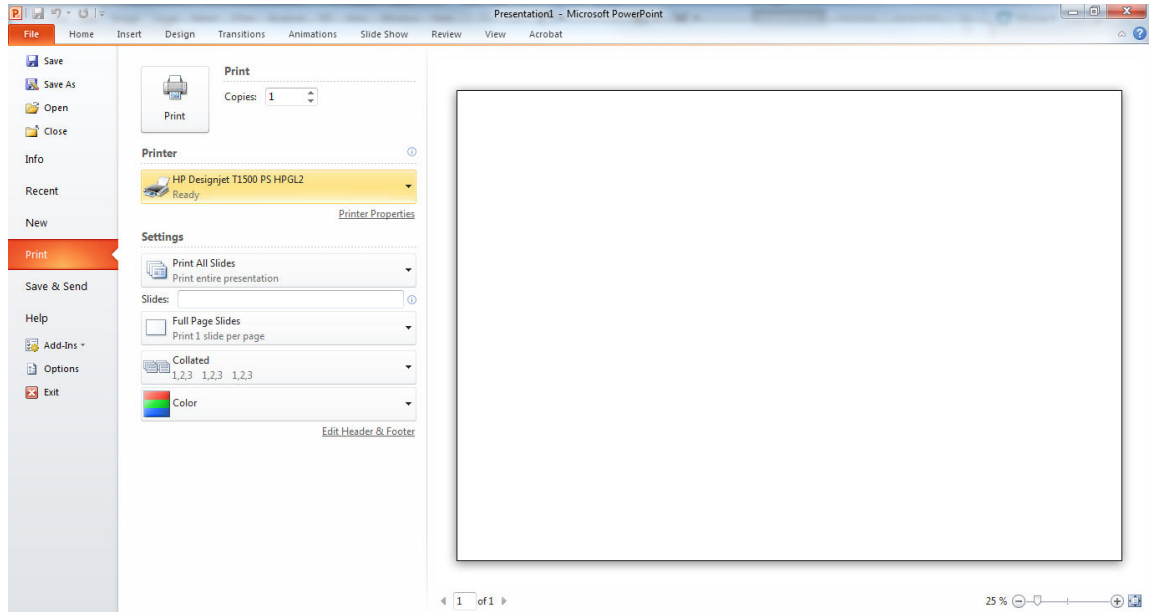 Presentation1 - Microsoft PowerPoint
File Home Insert Design Transitions Animations Slide Show Review View Acrobat
Save
Save As
Open
Close
Info
Recent
New
Print
Save & Send
Help
Add-Ins
Options
Exit
Print
Print
Copies: 1
Printer
HP Designjet T1500 PS HPGL2
Ready
Printer Properties
Settings
Print All Slides
Print entire presentation
Slides:
Full Page Slides
Print 1 slide per page
Collated
1,2,3 1,2,3 1,2,3
Color
Edit Header & Footer
1 of 1
25 %